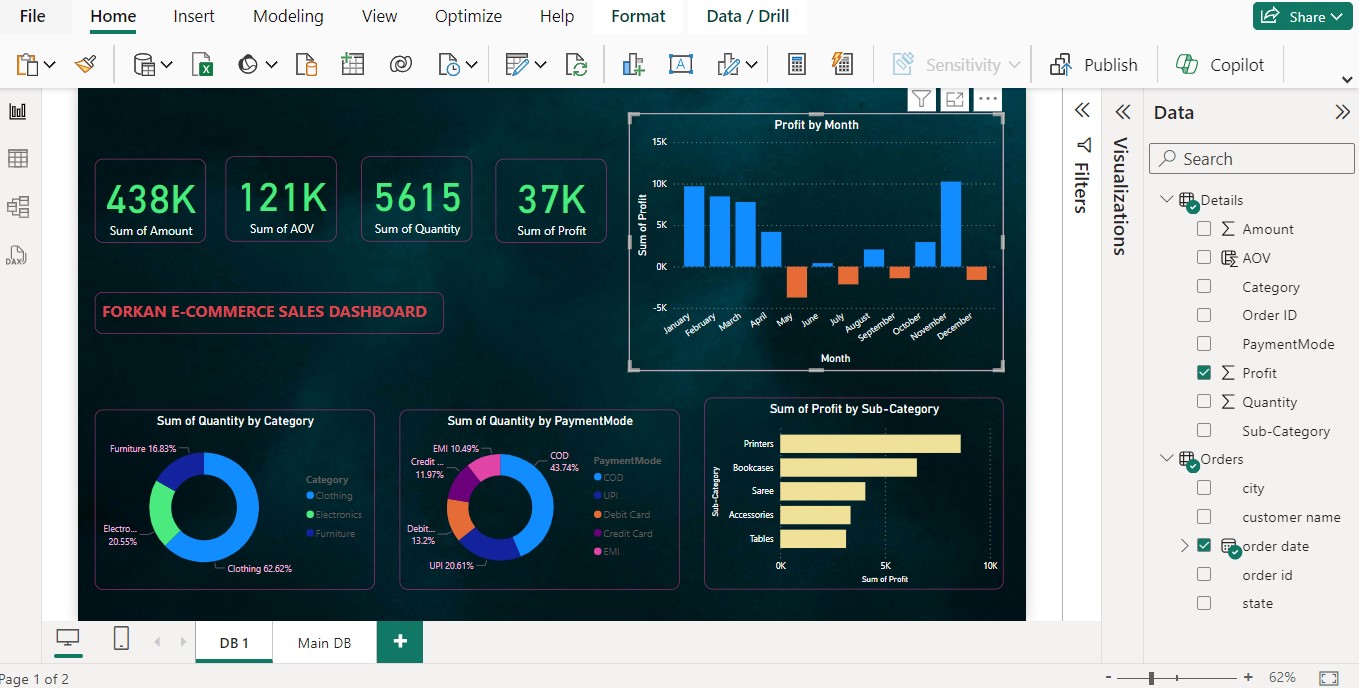 File Home Insert Modeling View Optimize Help Format Data / Drill Share
Sensitivity Publish Copilot
438K
Sum of Amount
121K
Sum of AOV
5615
Sum of Quantity
37K
Sum of Profit
FORKAN E-COMMERCE SALES DASHBOARD
Profit by Month
Sum of Profit
15K
10K
5K
0K
-5K
January February March April May June July August September October November December
Month
Sum of Quantity by Category
Furniture 16.83%
Electro...
20.55%
Clothing 62.62%
Category
Clothing
Electronics
Furniture
Sum of Quantity by PaymentMode
EMI 10.49%
Credit ...
11.97%
Debit...
13.2%
UPI 20.61%
COD
43.74%
PaymentMode
COD
UPI
Debit Card
Credit Card
EMI
Sum of Profit by Sub-Category
Sub-Category
Printers
Bookcases
Saree
Accessories
Tables
0K 5K 10K
Sum of Profit
Filters
Visualizations
Data
Search
Details
Amount
AOV
Category
Order ID
PaymentMode
Profit
Quantity
Sub-Category
Orders
city
customer name
order date
order id
state
DAX
DB 1 Main DB +
Page 1 of 2
- + 62%